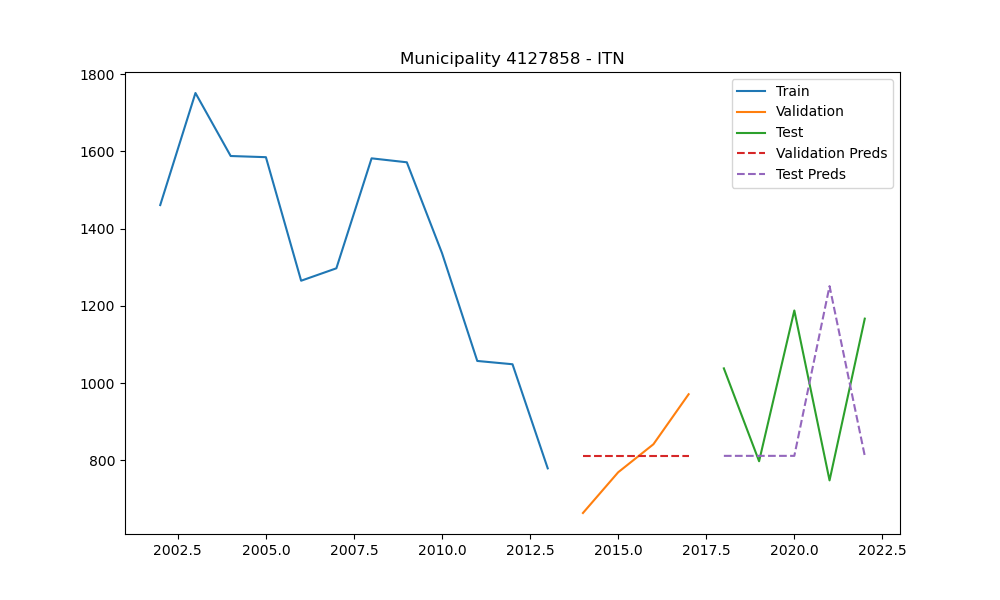 Municipality 4127858 - ITN
1800
1600
1400
1200
1000
800
2002.5 2005.0 2007.5 2010.0 2012.5 2015.0 2017.5 2020.0 2022.5
Train
Validation
Test
Validation Preds
Test Preds